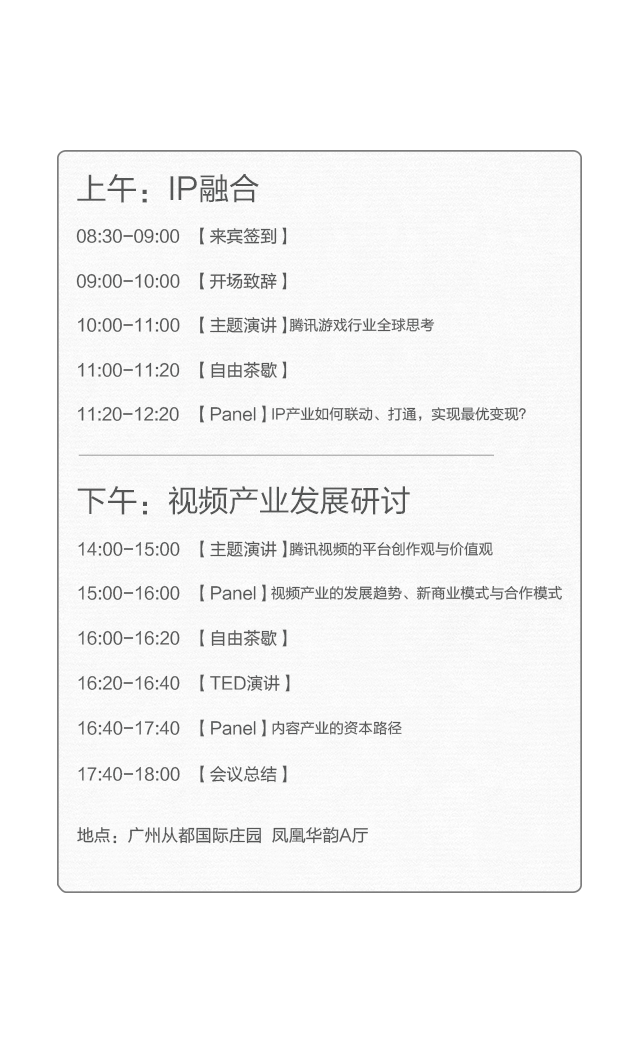 上午：IP融合
08:30-09:00 【来宾签到】
09:00-10:00 【开场致辞】
10:00-11:00 【主题演讲】腾讯游戏行业全球思考
11:00-11:20 【自由茶歇】
11:20-12:20 【Panel】IP产业如何联动、打通，实现最优变现？
下午：视频产业发展研讨
14:00-15:00 【主题演讲】腾讯视频的平台创作观与价值观
15:00-16:00 【Panel】视频产业的发展趋势、新商业模式与合作模式
16:00-16:20 【自由茶歇】
16:20-16:40 【TED演讲】
16:40-17:40 【Panel】内容产业的资本路径
17:40-18:00 【会议总结】
地点：广州从都国际庄园 凤凰华韵A厅